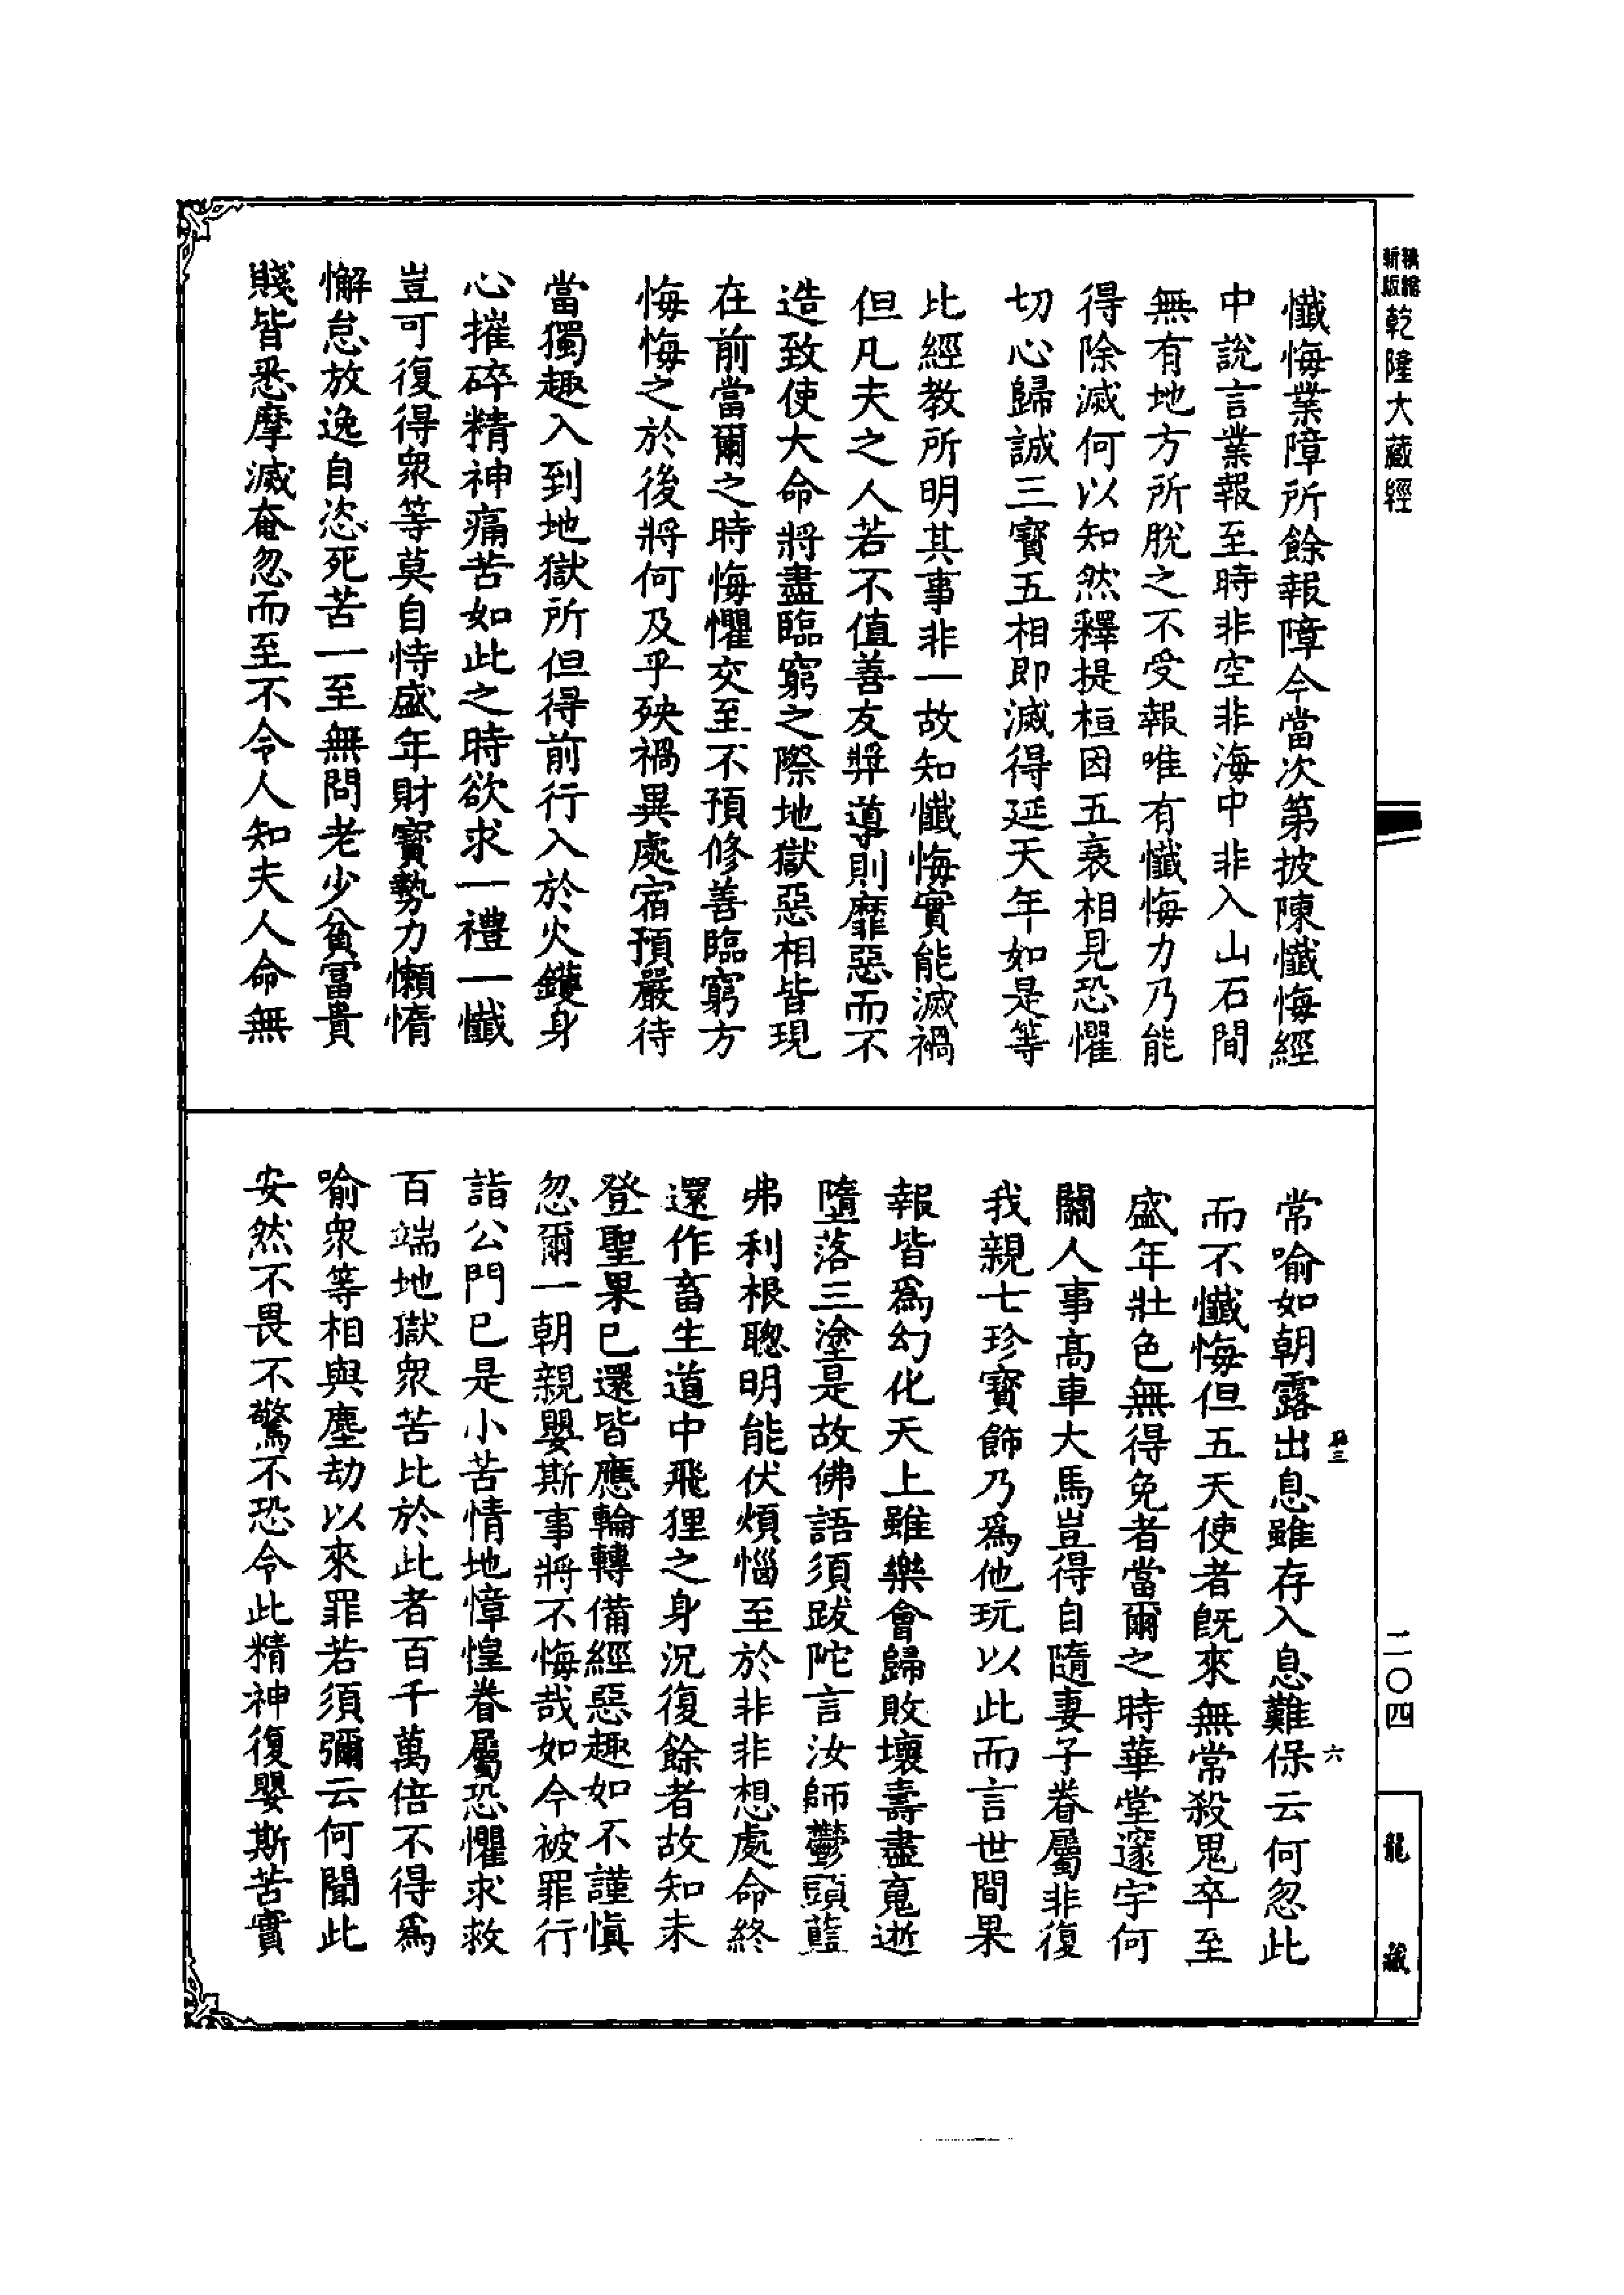 新版精縮乾隆大藏經
懺悔業障所餘報障今當次第披陳懺悔經
中說言業報至時非空非海中非入山石間
無有地方所脫之不受報唯有懺悔力乃能
得除滅何以知然釋提桓因五衰相見恐懼
切心歸誠三寶五相即滅得延天年如是等
比經教所明其事非一故知懺悔實能滅禍
但凡夫之人若不值善友獎導則靡惡而不
造致使大命將盡臨窮之際地獄惡相皆現
在前當爾之時悔懼交至不預修善臨窮方
悔悔之於後將何及乎殃禍異處宿預嚴待
當獨趣入到地獄所但得前行入於火鑊身
心摧碎精神痛苦如此之時欲求一禮一懺
豈可復得衆等莫自恃盛年財寶勢力懶惰
懈怠放逸自恣死苦一至無問老少貧富貴
賤皆悉摩滅奄忽而至不令人知夫人命無
常喻如朝露出息雖存入息難保云何忽此
而不懺悔但五天使者旣來無常殺鬼卒至
盛年壯色無得免者當爾之時華堂邃宇何
關人事高車大馬豈得自隨妻子眷屬非復
我親七珍寶飾乃爲他玩以此而言世間果
報皆爲幻化天上雖樂會歸敗壞壽盡魂逝
墮落三塗是故佛語須跋陀言汝師鬱頭藍
弗利根聰明能伏煩惱至於非非想處命終
還作畜生道中飛狸之身況復餘者故知未
登聖果已還皆應輪轉備經惡趣如不謹慎
忽爾一朝親嬰斯事將不悔哉如今被罪行
詣公門已是小苦情地憧惶眷屬恐懼求救
百端地獄衆苦比於此者百千萬倍不得爲
喻衆等相與塵劫以來罪若須彌云何聞此
安然不畏不驚不恐令此精神復嬰斯苦實
三
六
二〇四
龍藏